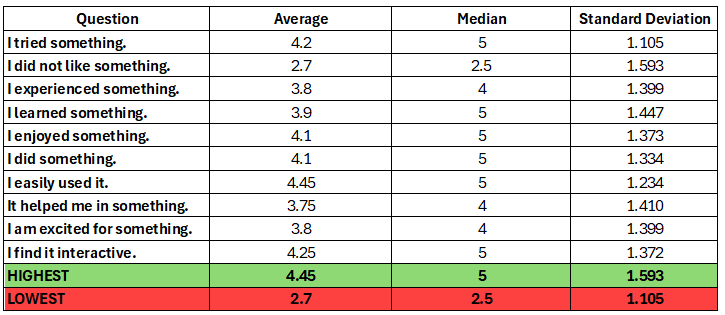 Question Average Median Standard Deviation
I tried something. 4.2 5 1.105
I did not like something. 2.7 2.5 1.593
I experienced something. 3.8 4 1.399
I learned something. 3.9 5 1.447
I enjoyed something. 4.1 5 1.373
I did something. 4.1 5 1.334
I easily used it. 4.45 5 1.234
It helped me in something. 3.75 4 1.410
I am excited for something. 3.8 4 1.399
I find it interactive. 4.25 5 1.372
HIGHEST 4.45 5 1.593
LOWEST 2.7 2.5 1.105